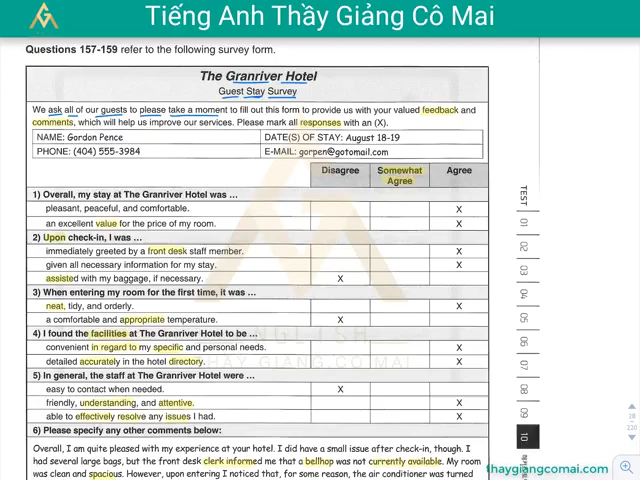 Tiếng Anh Thầy Giảng Cô Mai
Questions 157-159 refer to the following survey form.
The Granriver Hotel
Guest Stay Survey
We ask all of our guests to please take a moment to fill out this form to provide us with your valued feedback and
comments, which will help us improve our services. Please mark all responses with an (X).
NAME: Gordon Pence DATE(S) OF STAY: August 18-19
PHONE: (404) 555-3984 E-MAIL: gorpen@gotomail.com
Disagree Somewhat Agree Agree
1) Overall, my stay at The Granriver Hotel was ...
pleasant, peaceful, and comfortable. X
an excellent value for the price of my room. X
2) Upon check-in, I was ...
immediately greeted by a front desk staff member. X
given all necessary information for my stay. X
assisted with my baggage, if necessary. X
3) When entering my room for the first time, it was ...
neat, tidy, and orderly. X
a comfortable and appropriate temperature. X
4) I found the facilities at The Granriver Hotel to be ...
convenient in regard to my specific and personal needs. X
detailed accurately in the hotel directory. X
5) In general, the staff at The Granriver Hotel were ...
easy to contact when needed. X
friendly, understanding, and attentive. X
able to effectively resolve any issues I had. X
6) Please specify any other comments below:
Overall, I am quite pleased with my experience at your hotel. I did have a small issue after check-in, though. I
had several large bags, but the front desk clerk informed me that a bellhop was not currently available. My room
was clean and spacious. However, upon entering I noticed that, for some reason, the air conditioner was turned
TEST
01
02
03
04
05
06
07
08
09
10
220
ENGLISH
THAY GIANG.CO MAI
thaygiangcomai.com